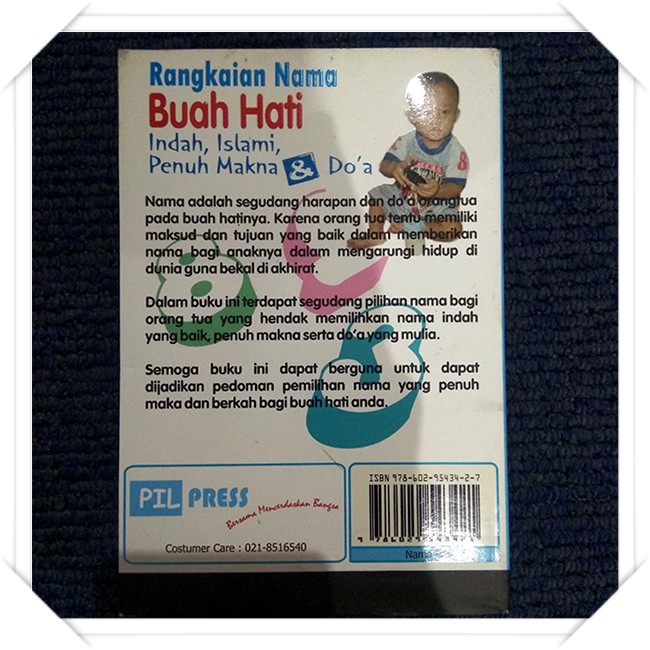 Rangkaian Nama
Buah Hati
Indah, Islami,
Penuh Makna & Do'a
Nama adalah segudang harapan dan do'a orangtua
pada buah hatinya. Karena orang tua tentu memiliki
maksud dan tujuan yang baik dalam memberikan
nama bagi anaknya dalam mengarungi hidup di
dunia guna bekal di akhirat.
Dalam buku ini terdapat segudang pilihan nama bagi
orang tua yang hendak memilihkan nama indah
yang baik, penuh makna serta do'a yang mulia.
Semoga buku ini dapat berguna untuk dapat
dijadikan pedoman pemilihan nama yang penuh
maka dan berkah bagi buah hati anda.
PIL PRESS
Bersama Mencerdaskan Bangsa
Costumer Care : 021-8516540
ISBN 978-602-95434-2-7
Nama